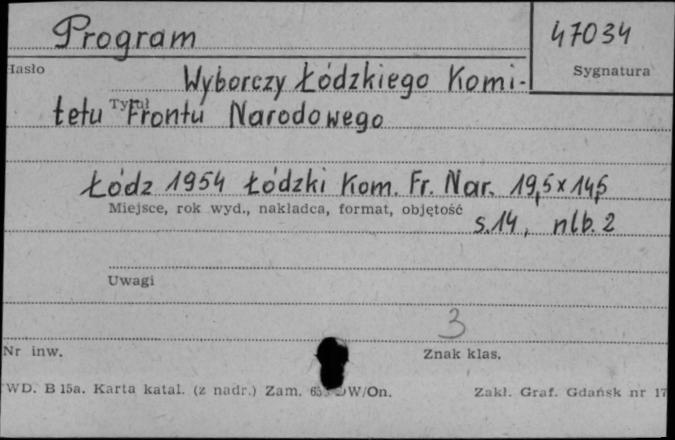 Program
47034
Hasło
Sygnatura
Wyborczy Łódzkiego Komi-
Tytuł
tetu Frontu Narodowego
Łódź 1954 Łódzki Kom. Fr. Nar. 19,5x14,5
Miejsce, rok wyd., nakładca, format, objętość
s.14, nlb. 2
Uwagi
3
Nr inw.
Znak klas.
WD. B 15a. Karta katal. (z nadr.) Zam. W/On.
Zakł. Graf. Gdańsk nr 17